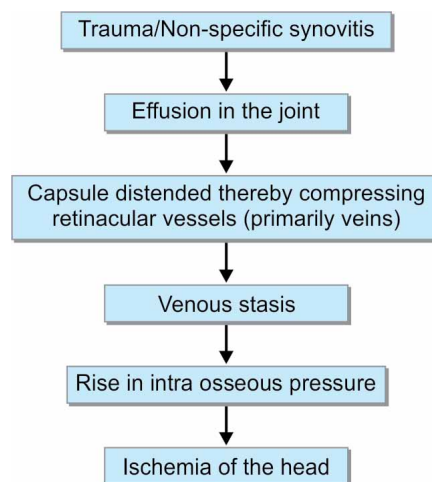 Trauma/Non-specific synovitis
Effusion in the joint
Capsule distended thereby compressing
retinacular vessels (primarily veins)
Venous stasis
Rise in intra osseous pressure
Ischemia of the head